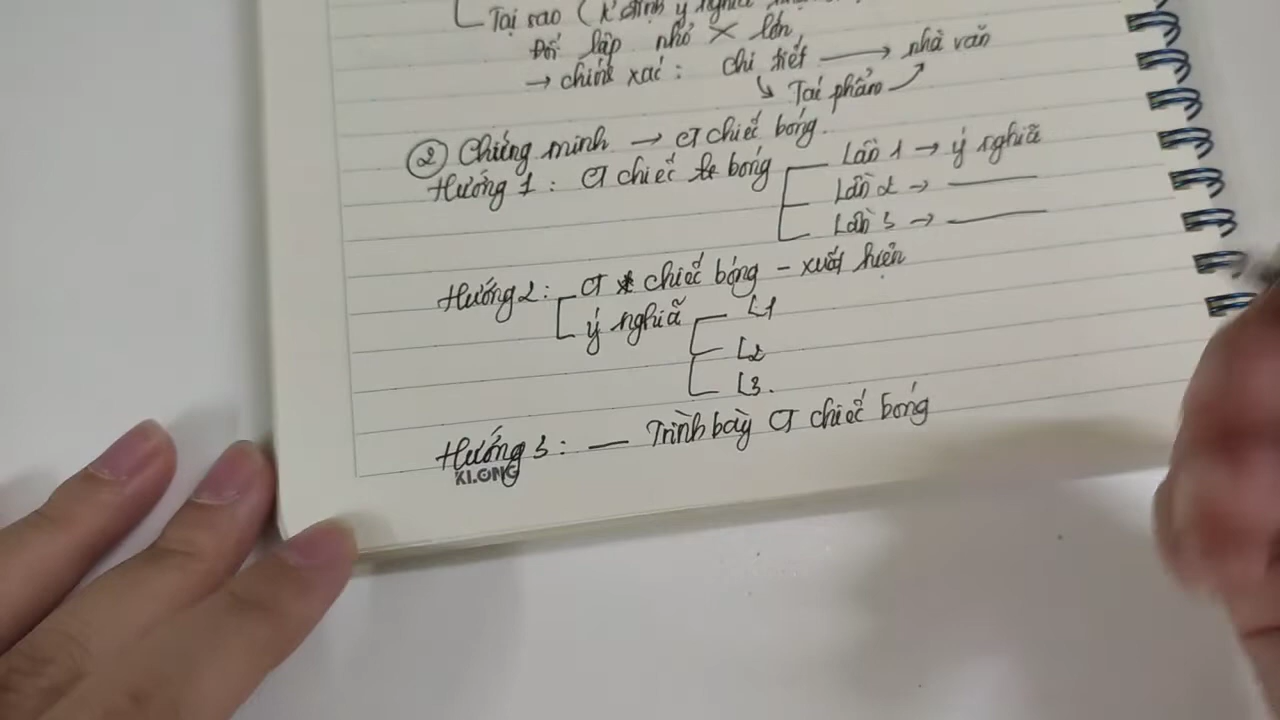 Tại sao (
Đối lập nhỏ × lớn
→ chính xác : chi tiết → nhà văn
↳ Tác phẩm ↗
② Chứng minh → CT chiếc bóng.
Hướng 1 : CT chiếc bóng
Lần 1 → ý nghĩa
Lần 2 → —
Lần 3 → —
Hướng 2 : CT chiếc bóng - xuất hiện
ý nghĩa
L1
L2
L3.
Hướng 3 : — Trình bày CT chiếc bóng
KLONG